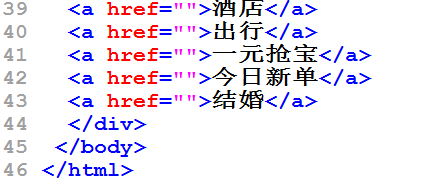 39 <a href="">酒店</a>
40 <a href="">出行</a>
41 <a href="">一元抢宝</a>
42 <a href="">今日新单</a>
43 <a href="">结婚</a>
44 </div>
45 </body>
46 </html>